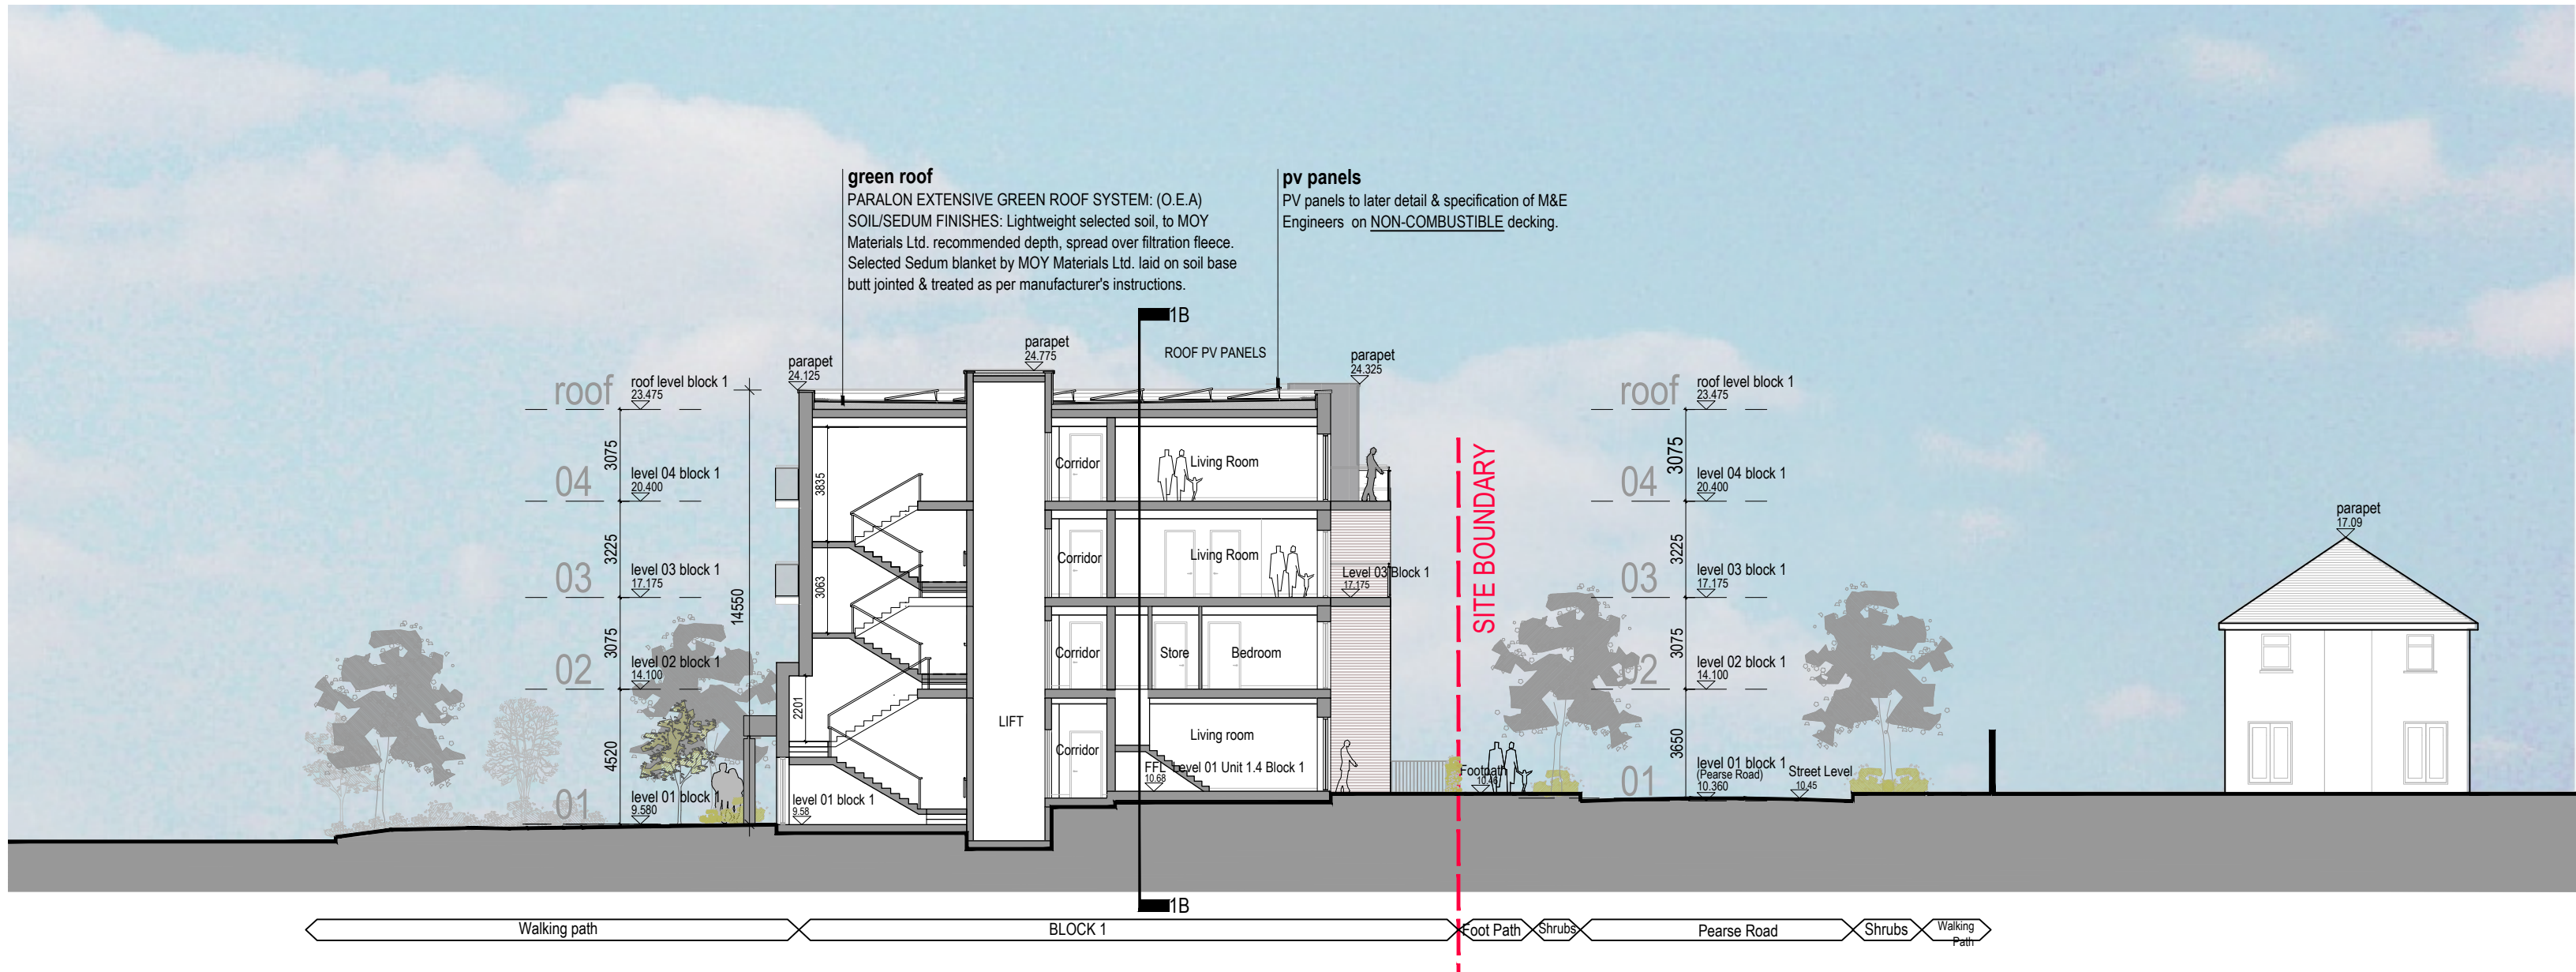 green roof
PARALON EXTENSIVE GREEN ROOF SYSTEM: (O.E.A)
SOIL/SEDUM FINISHES: Lightweight selected soil, to MOY
Materials Ltd. recommended depth, spread over filtration fleece.
Selected Sedum blanket by MOY Materials Ltd. laid on soil base
butt jointed & treated as per manufacturer's instructions.
pv panels
PV panels to later detail & specification of M&E
Engineers on NON-COMBUSTIBLE decking.
1B
parapet
24.125
parapet
24.775
ROOF PV PANELS
parapet
24.325
roof
roof level block 1
23.475
3075
04
level 04 block 1
20.400
3225
03
level 03 block 1
17.175
3075
02
level 02 block 1
14.100
4520
01
level 01 block 1
9.580
14550
3835
3063
2201
level 01 block 1
9.58
LIFT
Corridor
Living Room
Corridor
Living Room
Level 03 Block 1
17.175
Corridor
Store
Bedroom
Corridor
Living room
FFL Level 01 Unit 1.4 Block 1
10.68
SITE BOUNDARY
Footpath
10.46
roof
roof level block 1
23.475
3075
04
level 04 block 1
20.400
3225
03
level 03 block 1
17.175
3075
02
level 02 block 1
14.100
3650
01
level 01 block 1
(Pearse Road)
10.360
Street Level
10.45
parapet
17.09
1B
Walking path
BLOCK 1
Foot Path
Shrubs
Pearse Road
Shrubs
Walking
Path